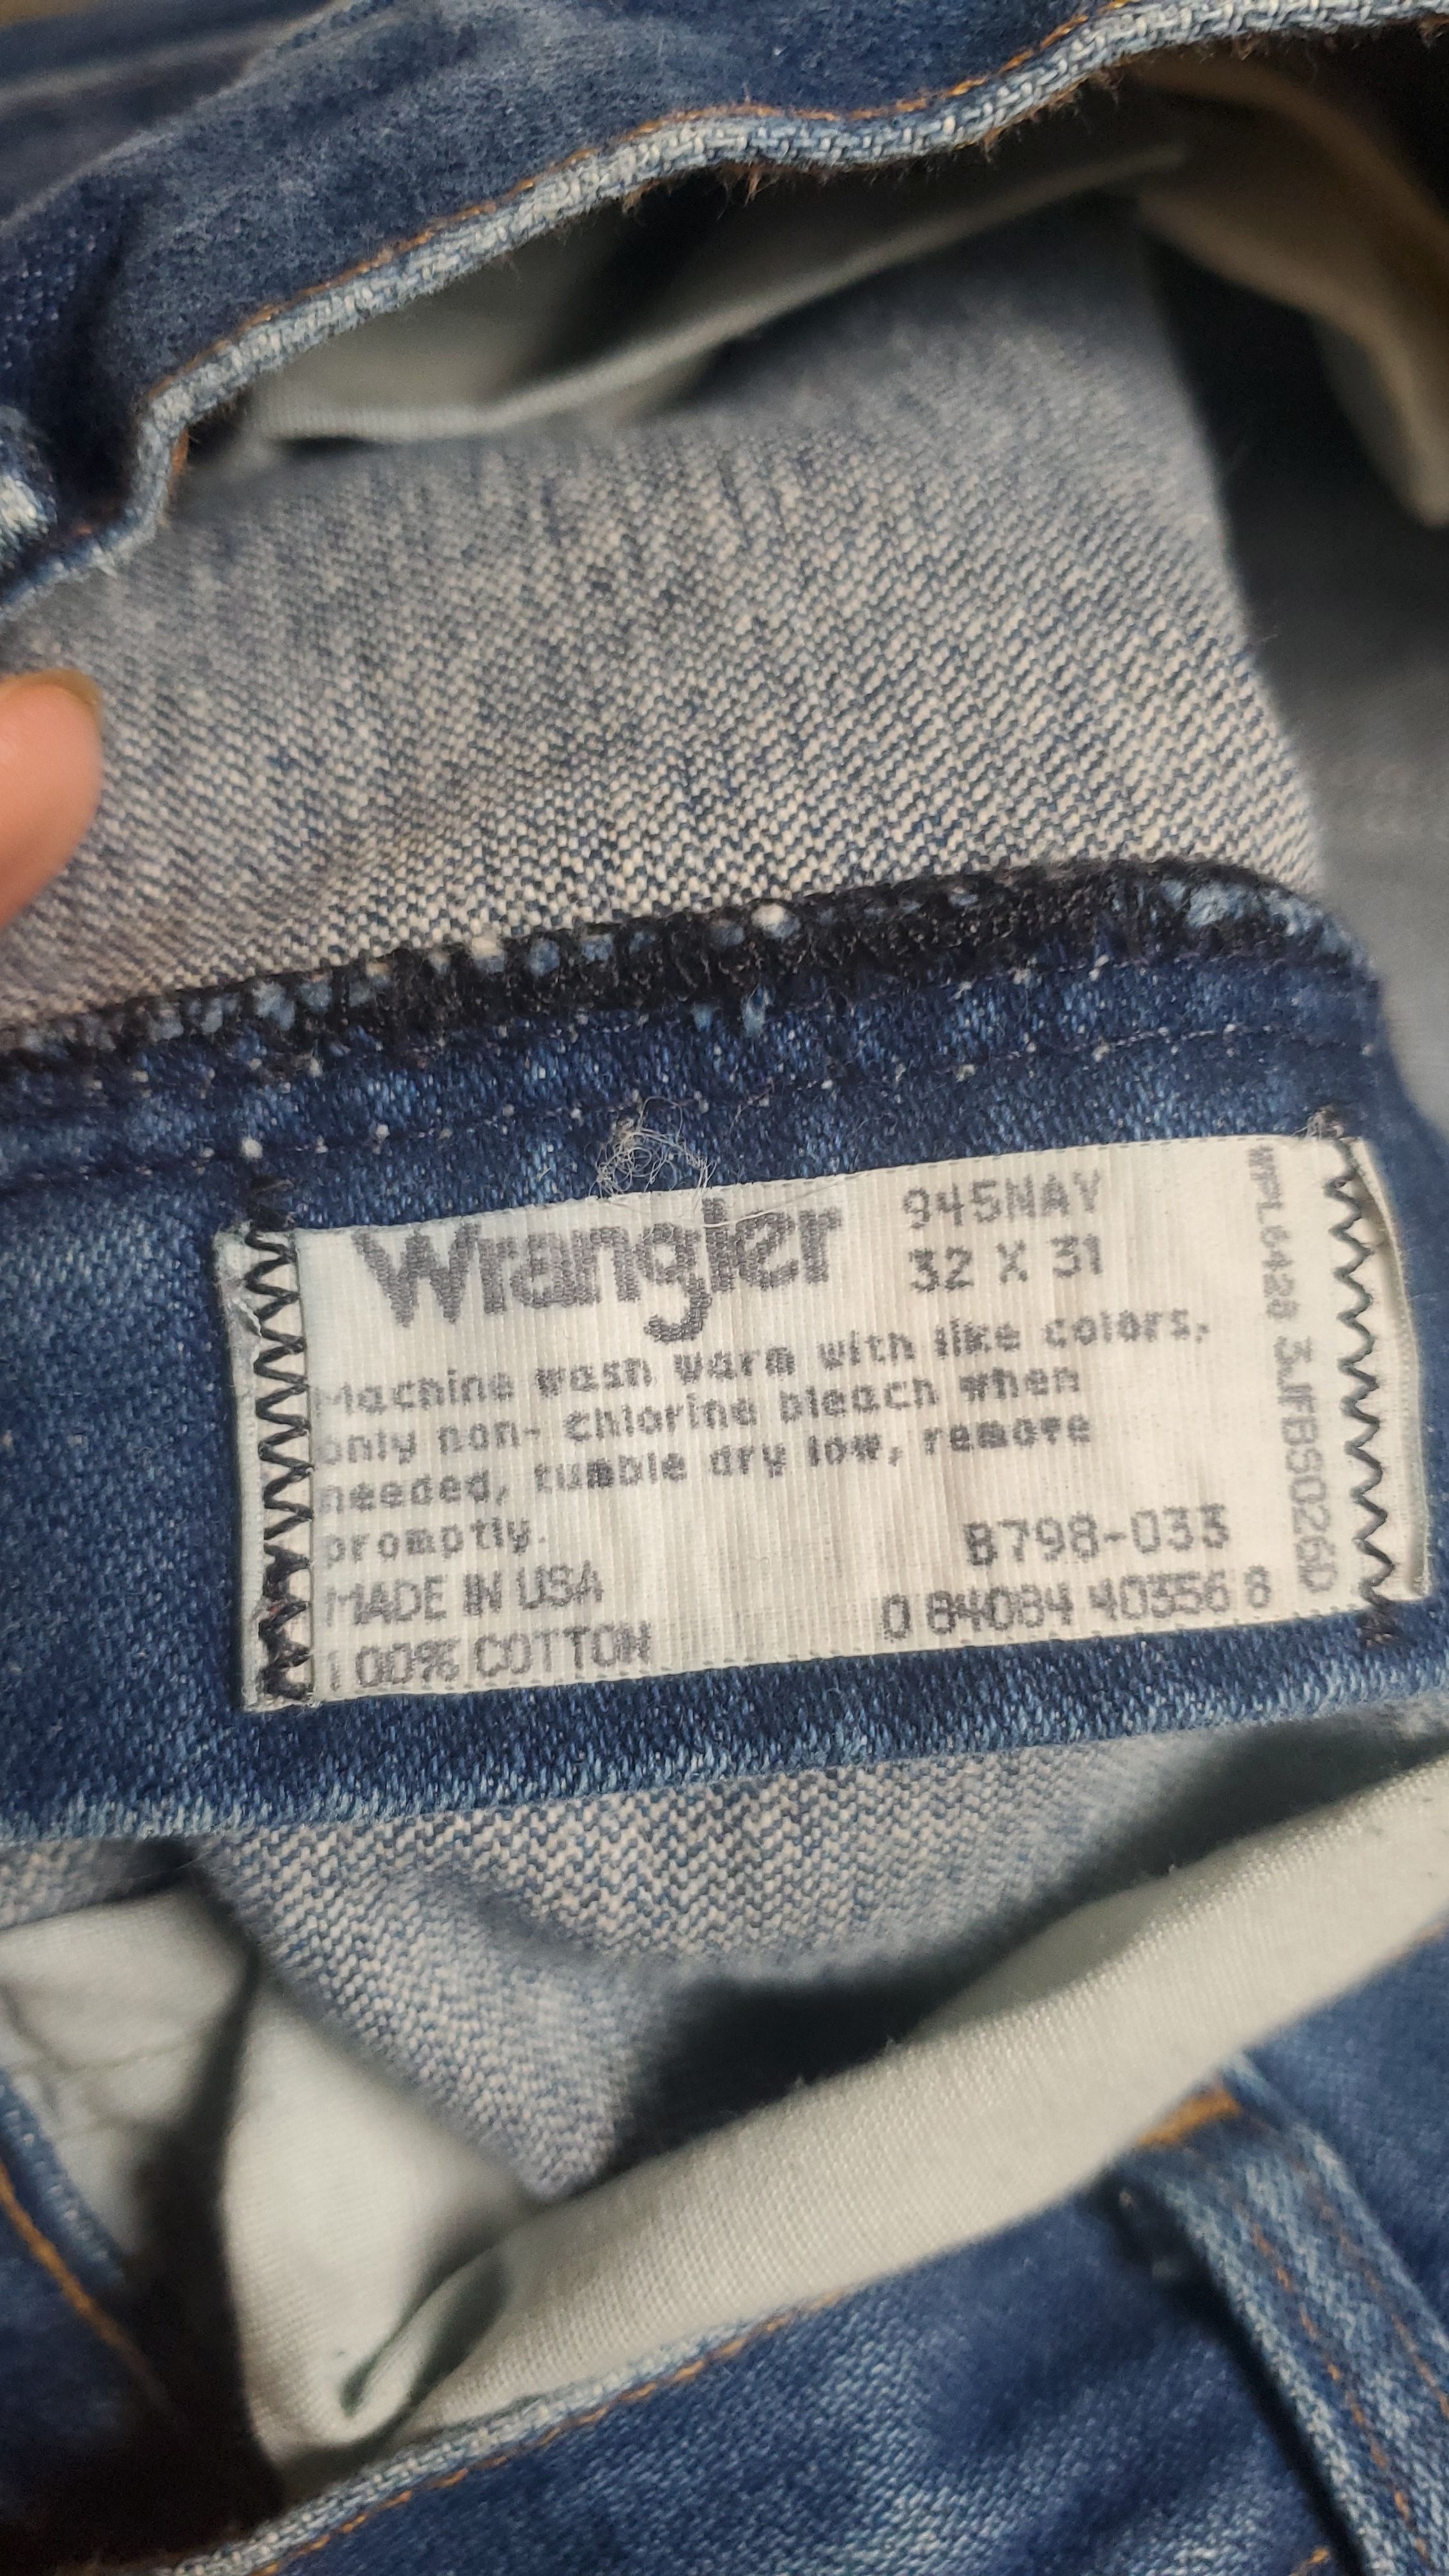 Wrangler
945NAV
32 X 31
Machine wash warm with like colors,
only non- chlorine bleach when
needed, tumble dry low, remove
promptly.
MADE IN USA
100% COTTON
B798-033
0 84084 40356 8
WPL6428 3JFBS026D